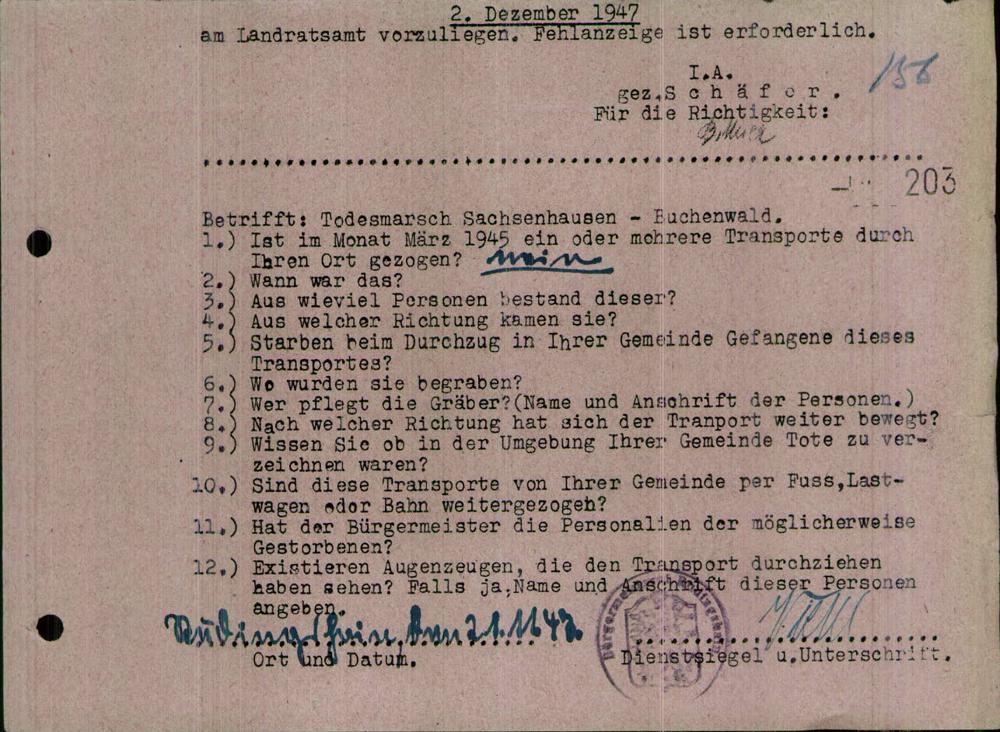 2. Dezember 1947
am Landratsamt vorzuliegen. Fehlanzeige ist erforderlich.
I.A.
156
gez.S c h ä f e r .
Für die Richtigkeit:
203
Betrifft: Todesmarsch Sachsenhausen - Buchenwald.
1.) Ist im Monat März 1945 ein oder mehrere Transporte durch
Ihren Ort gezogen? nein
2.) Wann war das?
3.) Aus wieviel Personen bestand dieser?
4.) Aus welcher Richtung kamen sie?
5.) Starben beim Durchzug in Ihrer Gemeinde Gefangene dieses
Transportes?
6.) Wo wurden sie begraben?
7.) Wer pflegt die Gräber?(Name und Anschrift der Personen.)
8.) Nach welcher Richtung hat sich der Tranport weiter bewegt?
9.) Wissen Sie ob in der Umgebung Ihrer Gemeinde Tote zu ver-
zeichnen waren?
10.) Sind diese Transporte von Ihrer Gemeinde per Fuss,Last-
wagen oder Bahn weitergezogen?
11.) Hat der Bürgermeister die Personalien der möglicherweise
Gestorbenen?
12.) Existieren Augenzeugen, die den Transport durchziehen
haben sehen? Falls ja,Name und Anschrift dieser Personen
angeben.
Rüdingshain, den
Ort und Datum.
Dienstsiegel u.Unterschrift.